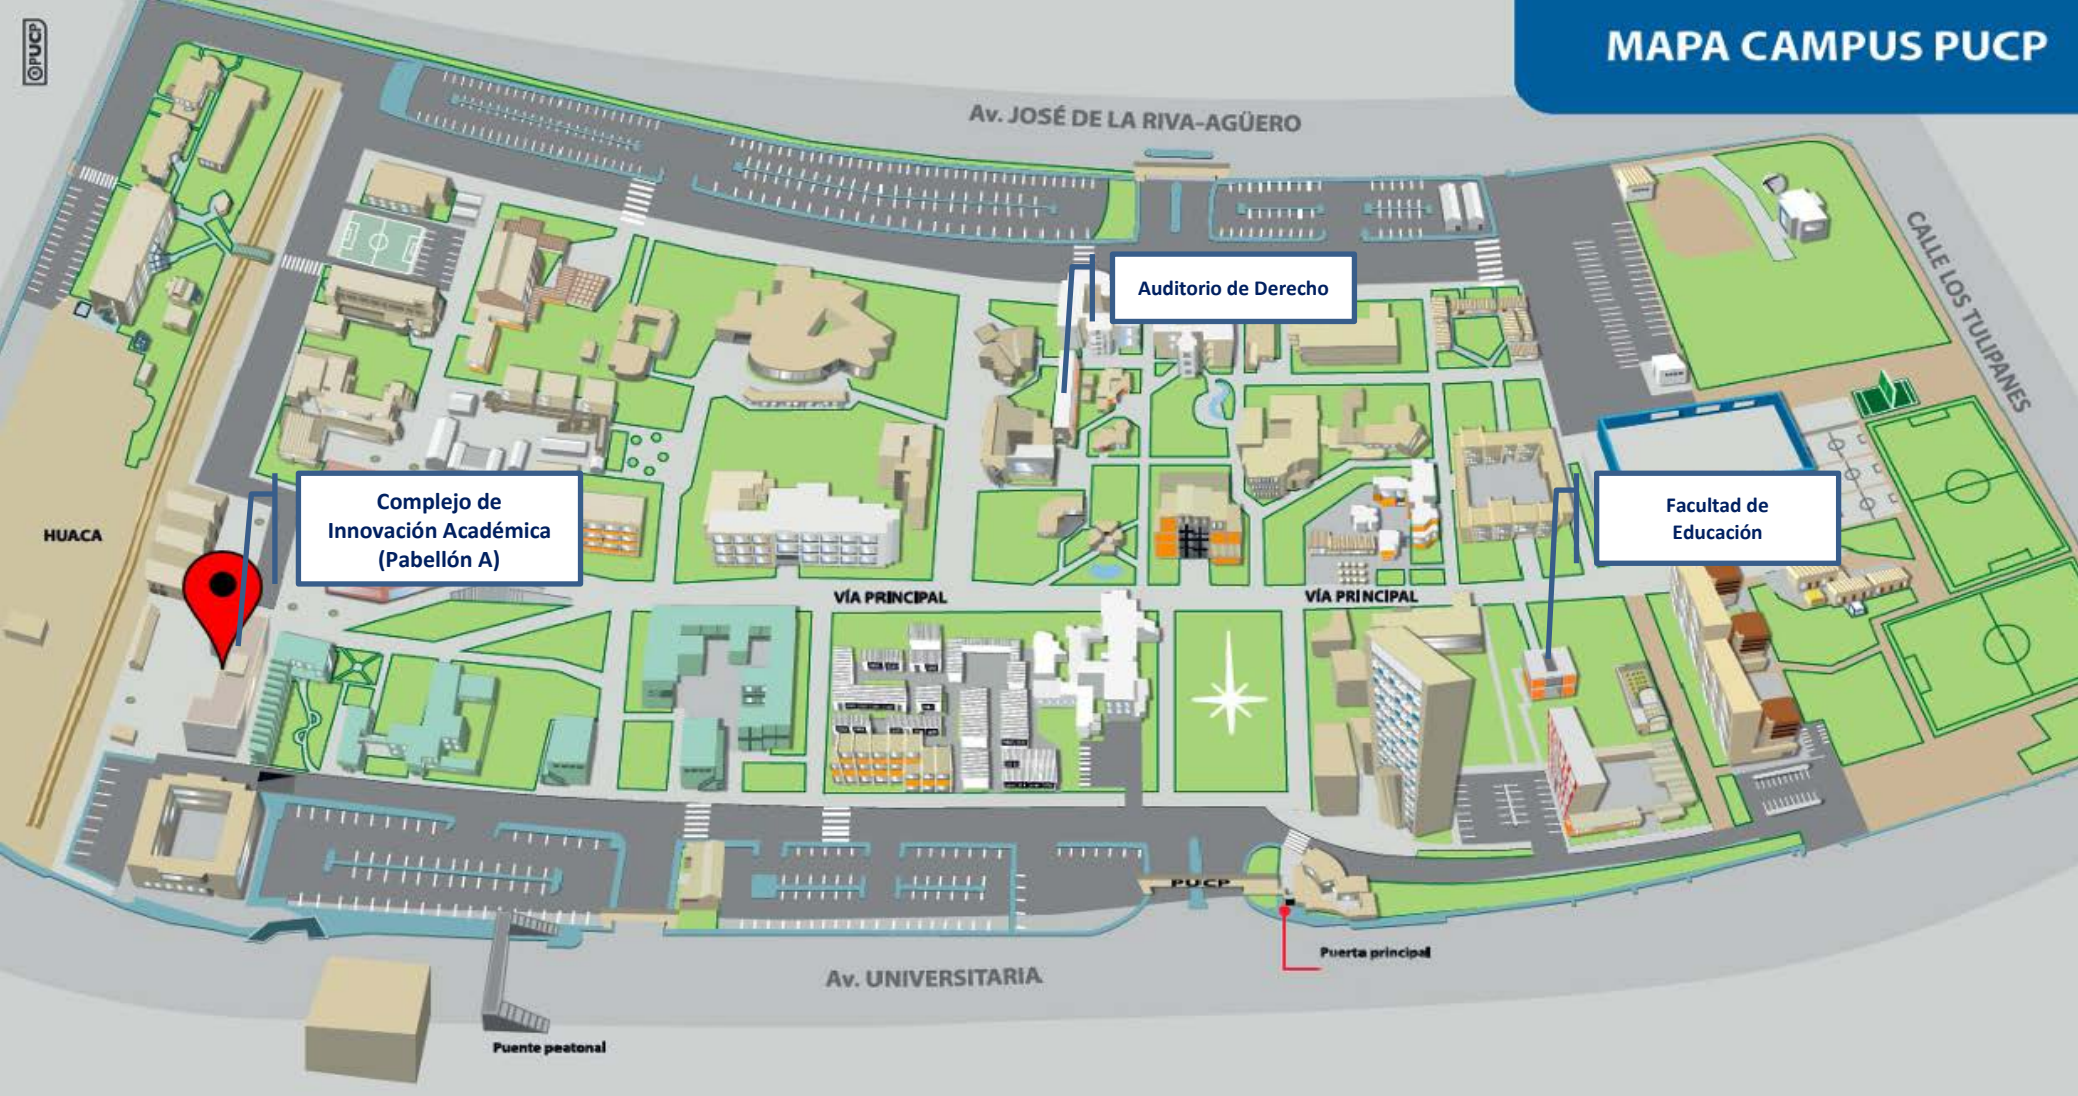 ©PUCP
MAPA CAMPUS PUCP
Av. JOSÉ DE LA RIVA-AGÜERO
CALLE LOS TULIPANES
Auditorio de Derecho
Complejo de
Innovación Académica
(Pabellón A)
Facultad de
Educación
HUACA
VÍA PRINCIPAL
VÍA PRINCIPAL
PUCP
Puerta principal
Av. UNIVERSITARIA
Puente peatonal